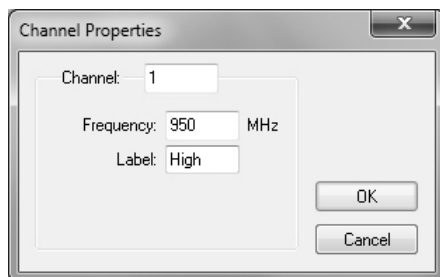 Channel Properties
Channel: 1
Frequency: 950 MHz
Label: High
OK
Cancel